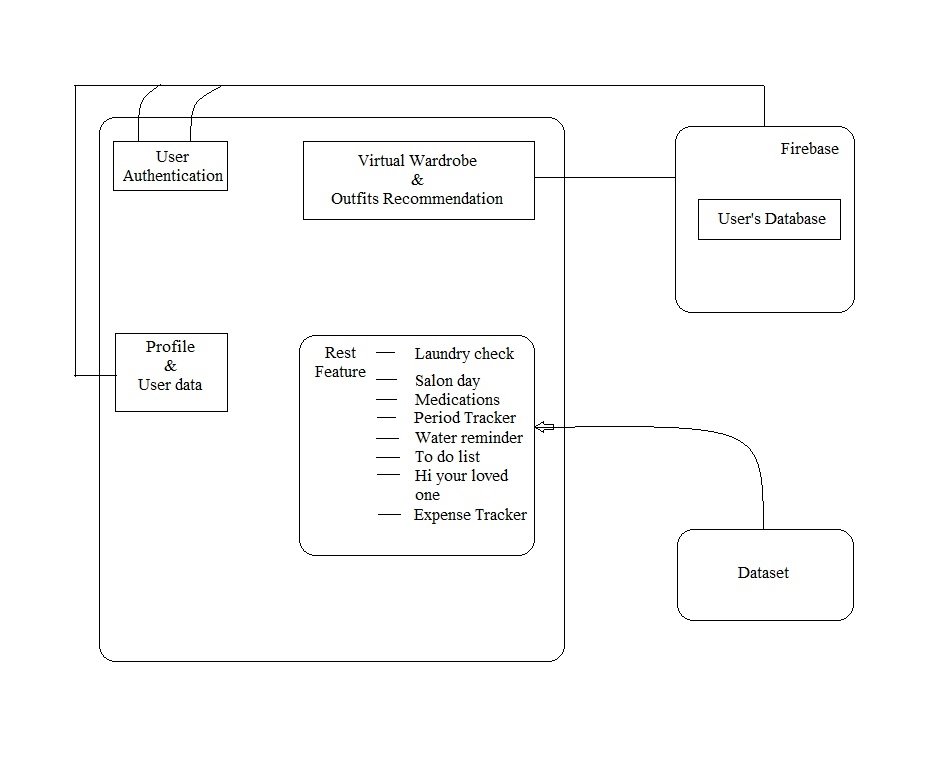 User
Authentication
Virtual Wardrobe
&
Outfits Recommendation
Firebase
User's Database
Profile
&
User data
Rest
Feature
Laundry check
Salon day
Medications
Period Tracker
Water reminder
To do list
Hi your loved
one
Expense Tracker
Dataset